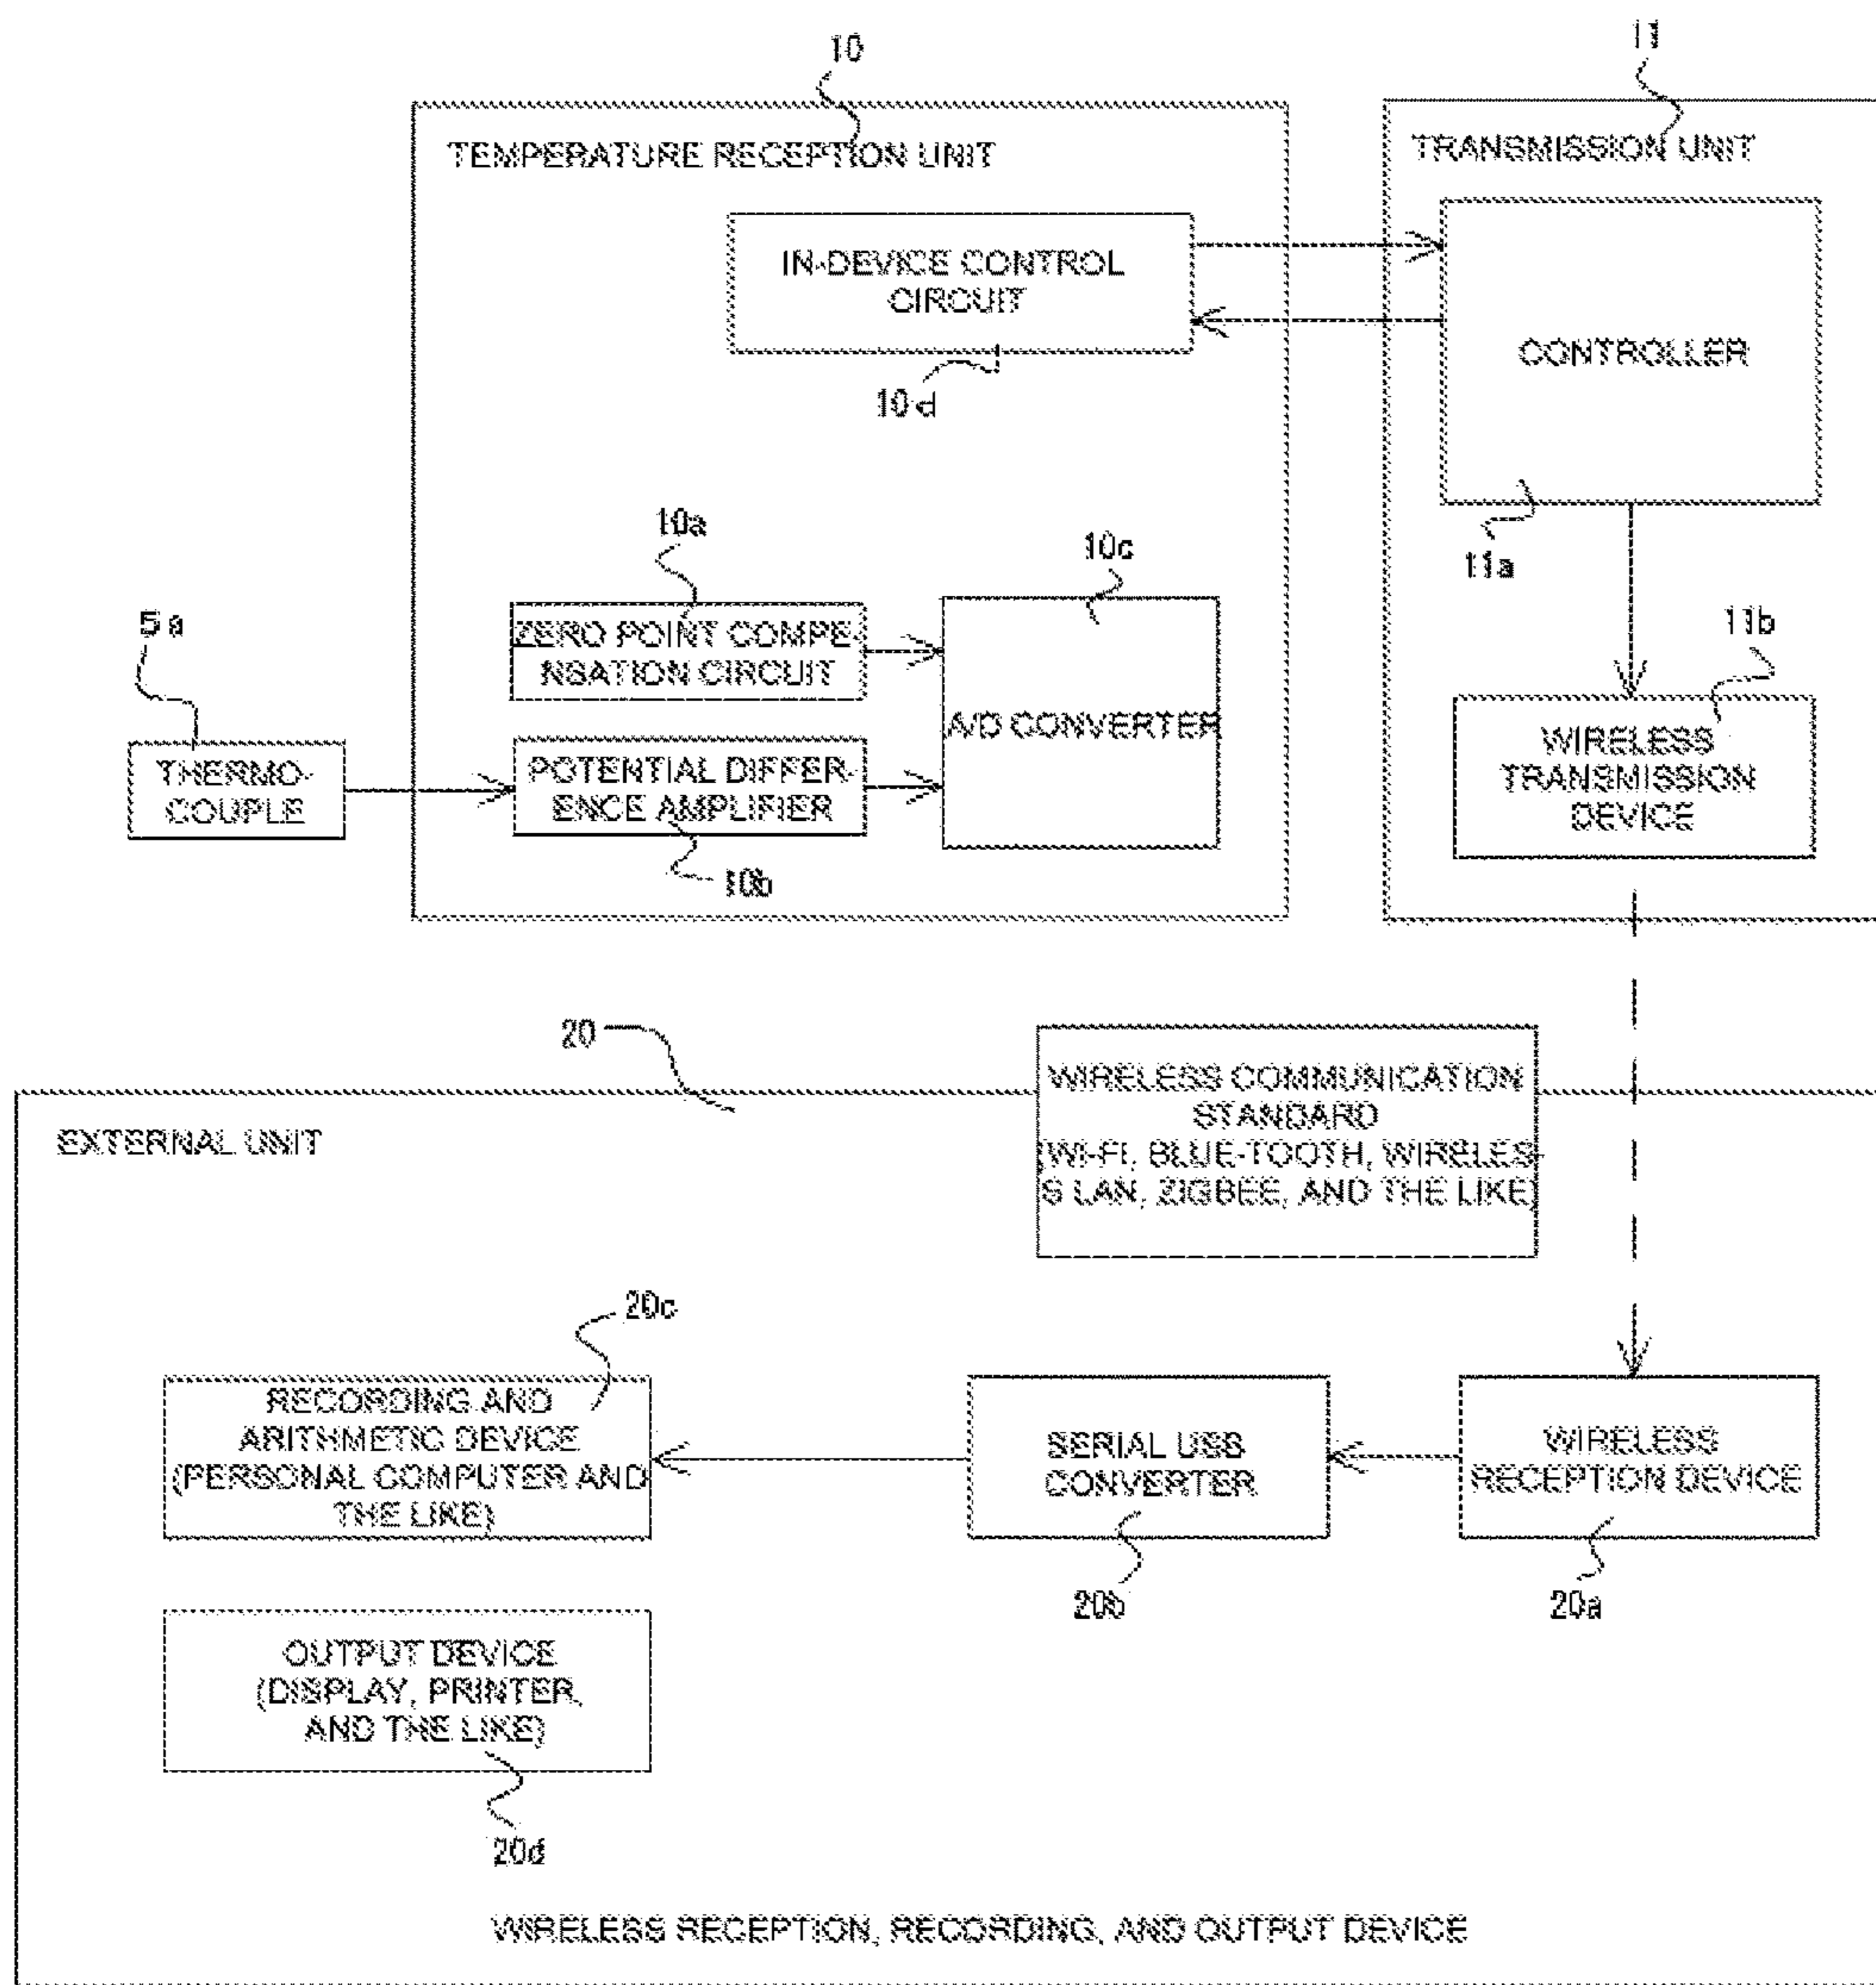 10
11
TEMPERATURE RECEPTION UNIT
TRANSMISSION UNIT
IN-DEVICE CONTROL
CIRCUIT
10d
CONTROLLER
11a
10a
10c
ZERO POINT COMPE-
NSATION CIRCUIT
A/D CONVERTER
5a
THERMO-
COUPLE
POTENTIAL DIFFER-
ENCE AMPLIFIER
10b
11b
WIRELESS
TRANSMISSION
DEVICE
20
WIRELESS COMMUNICATION
STANDARD
(WI-FI, BLUE-TOOTH, WIRELES-
S LAN, ZIGBEE, AND THE LIKE)
EXTERNAL UNIT
20c
RECORDING AND
ARITHMETIC DEVICE
(PERSONAL COMPUTER AND
THE LIKE)
SERIAL USB
CONVERTER
WIRELESS
RECEPTION DEVICE
20b
20a
OUTPUT DEVICE
(DISPLAY, PRINTER,
AND THE LIKE)
20d
WIRELESS RECEPTION, RECORDING, AND OUTPUT DEVICE